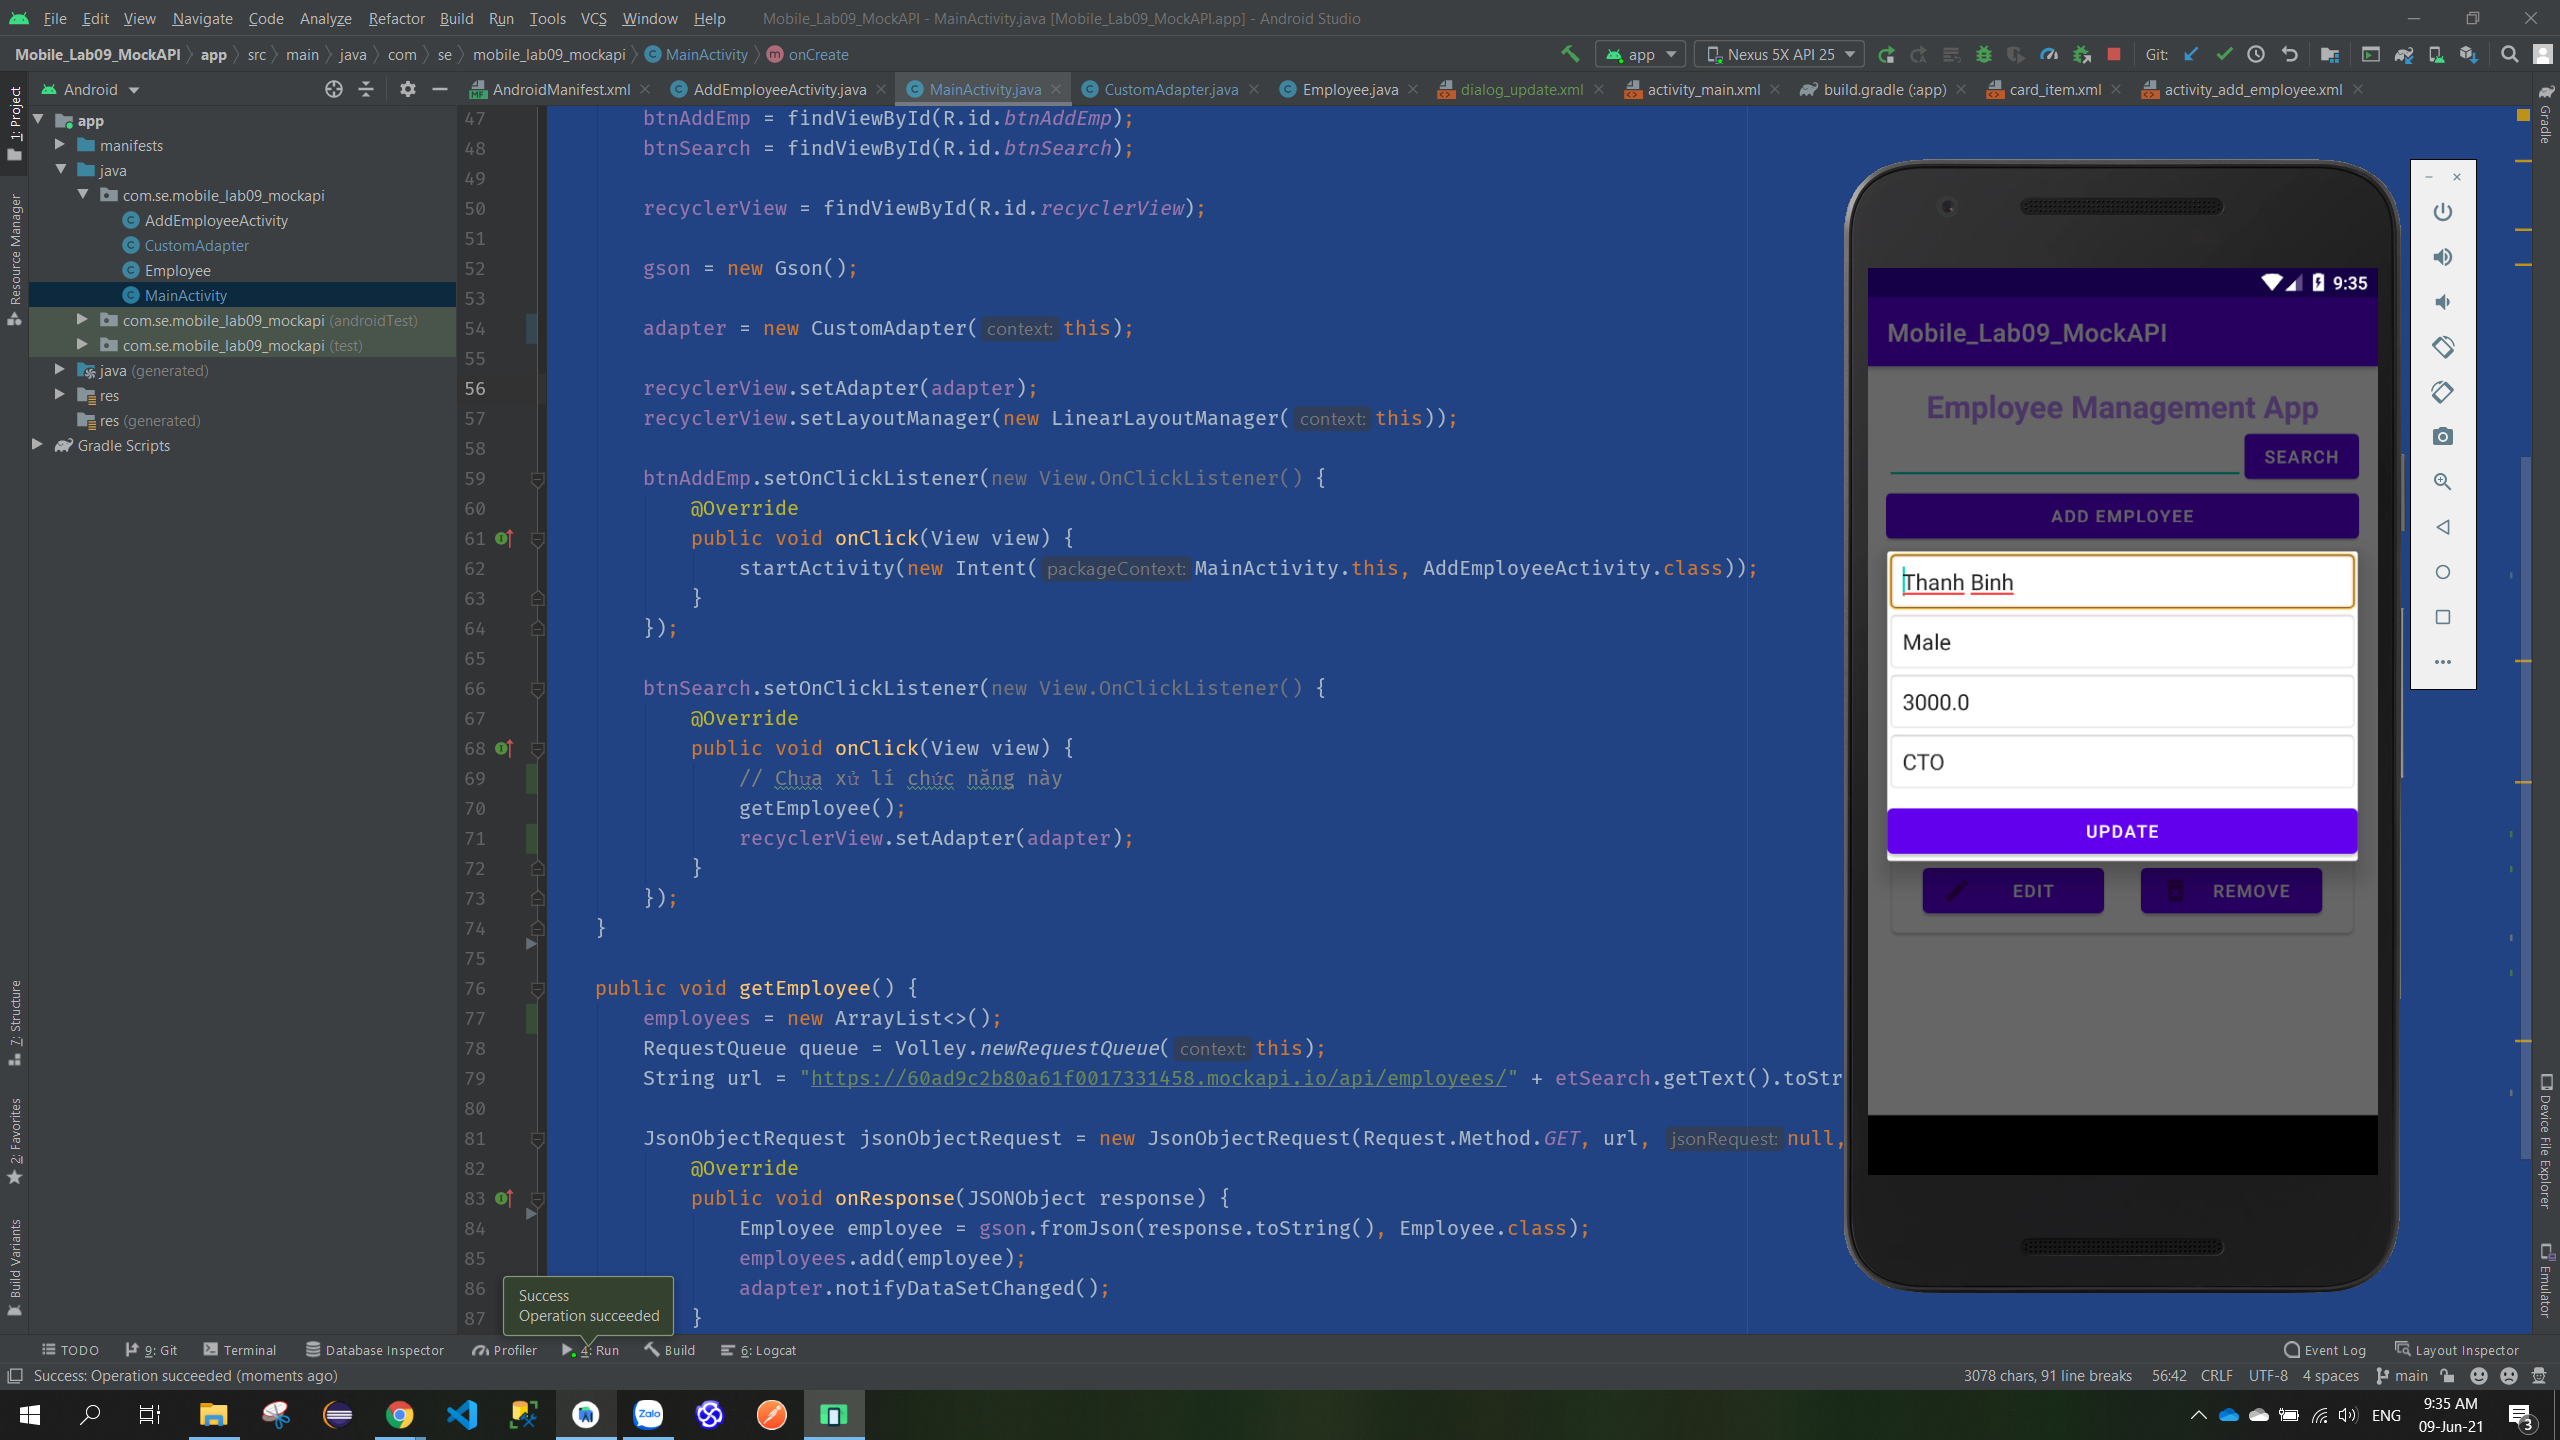 File Edit View Navigate Code Analyze Refactor Build Run Tools VCS Window Help Mobile_Lab09_MockAPI - MainActivity.java [Mobile_Lab09_MockAPI.app] - Android Studio
Mobile_Lab09_MockAPI app src main java com se mobile_lab09_mockapi MainActivity onCreate app Nexus 5X API 25 Git:
Android AndroidManifest.xml AddEmployeeActivity.java MainActivity.java CustomAdapter.java Employee.java dialog_update.xml activity_main.xml build.gradle (:app) card_item.xml activity_add_employee.xml
1: Project
Resource Manager
7: Structure
2: Favorites
Build Variants
app
manifests
java
com.se.mobile_lab09_mockapi
AddEmployeeActivity
CustomAdapter
Employee
MainActivity
com.se.mobile_lab09_mockapi (androidTest)
com.se.mobile_lab09_mockapi (test)
java (generated)
res
res (generated)
Gradle Scripts
47 btnAddEmp = findViewById(R.id.btnAddEmp);
48 btnSearch = findViewById(R.id.btnSearch);
49
50 recyclerView = findViewById(R.id.recyclerView);
51
52 gson = new Gson();
53
54 adapter = new CustomAdapter( context: this);
55
56 recyclerView.setAdapter(adapter);
57 recyclerView.setLayoutManager(new LinearLayoutManager( context: this));
58
59 btnAddEmp.setOnClickListener(new View.OnClickListener() {
60 @Override
61 public void onClick(View view) {
62 startActivity(new Intent( packageContext: MainActivity.this, AddEmployeeActivity.class));
63 }
64 });
65
66 btnSearch.setOnClickListener(new View.OnClickListener() {
67 @Override
68 public void onClick(View view) {
69 // Chưa xử lí chức năng này
70 getEmployee();
71 recyclerView.setAdapter(adapter);
72 }
73 });
74 }
75
76 public void getEmployee() {
77 employees = new ArrayList<>();
78 RequestQueue queue = Volley.newRequestQueue( context: this);
79 String url = "https://60ad9c2b80a61f0017331458.mockapi.io/api/employees/" + etSearch.getText().toStr
80
81 JsonObjectRequest jsonObjectRequest = new JsonObjectRequest(Request.Method.GET, url, jsonRequest: null,
82 @Override
83 public void onResponse(JSONObject response) {
84 Employee employee = gson.fromJson(response.toString(), Employee.class);
85 employees.add(employee);
86 adapter.notifyDataSetChanged();
87 }
Success
Operation succeeded
9:35
Mobile_Lab09_MockAPI
Employee Management App
SEARCH
ADD EMPLOYEE
Thanh Binh
Male
3000.0
CTO
UPDATE
EDIT REMOVE
Gradle
Device File Explorer
Emulator
TODO 9: Git Terminal Database Inspector Profiler 4: Run Build 6: Logcat Event Log Layout Inspector
Success: Operation succeeded (moments ago) 3078 chars, 91 line breaks 56:42 CRLF UTF-8 4 spaces main
Zalo
ENG
9:35 AM
09-Jun-21
3